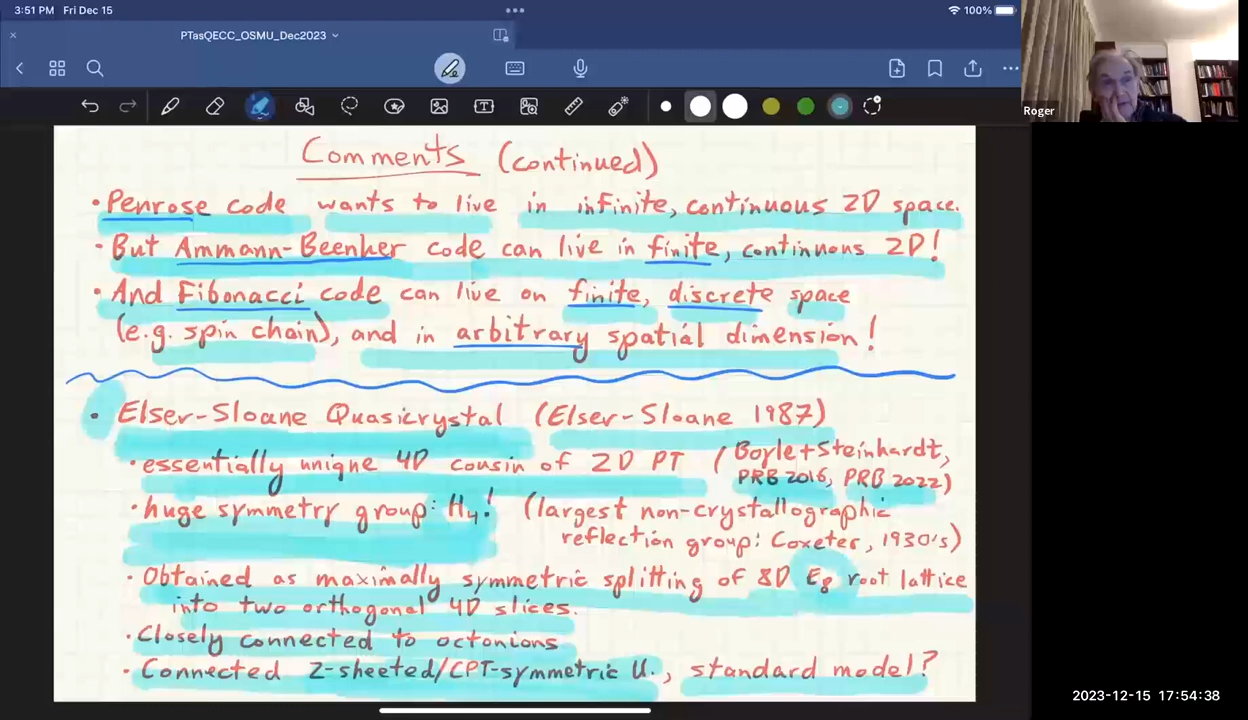 3:51 PM Fri Dec 15
100%
PTasQECC_OSMU_Dec2023
Roger
Comments (continued)
• Penrose code wants to live in infinite, continuous 2D space.
• But Ammann-Beenker code can live in finite, continuous 2D!
• And Fibonacci code can live on finite, discrete space
(e.g. spin chain), and in arbitrary spatial dimension!
• Elser-Sloane Quasicrystal (Elser-Sloane 1987)
• essentially unique 4D cousin of 2D PT (Boyle+Steinhardt,
PRB 2016, PRB 2022)
• huge symmetry group: H4! (largest non-crystallographic
reflection group: Coxeter, 1930's)
• Obtained as maximally symmetric splitting of 8D E8 root lattice
into two orthogonal 4D slices.
• Closely connected to octonions
• Connected 2-sheeted/CPT-symmetric U., standard model?
2023-12-15 17:54:38